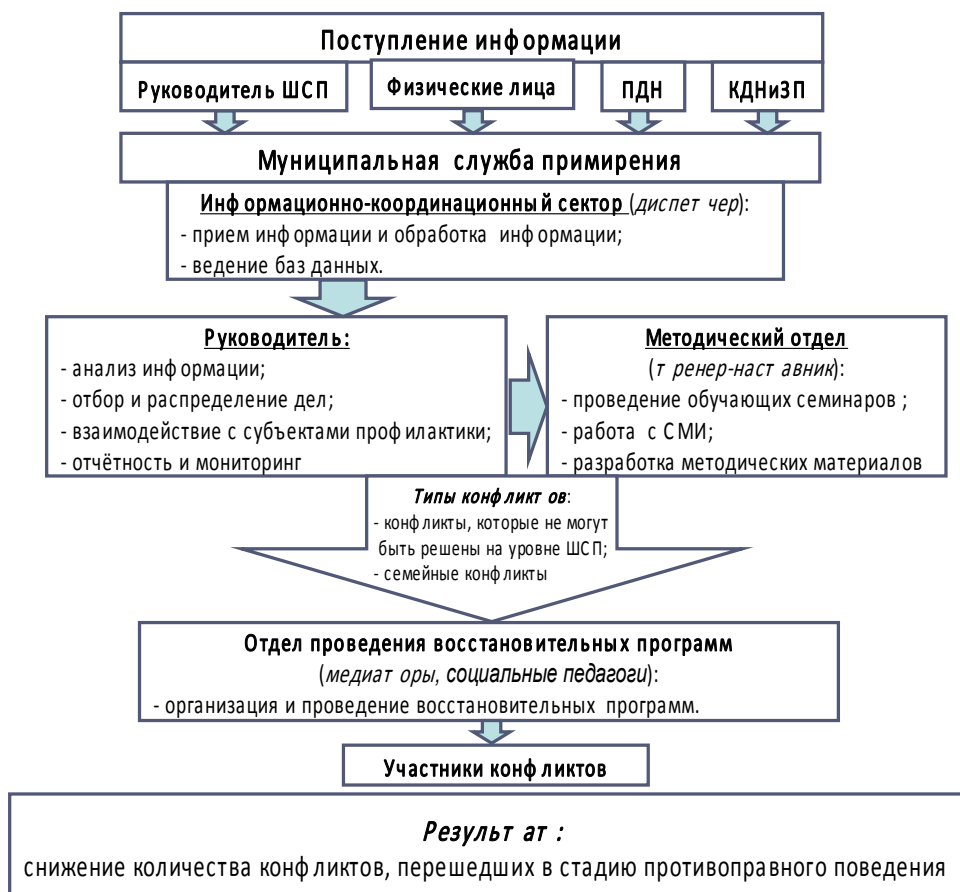 Поступление информации
Руководитель ШСП
Физические лица
ПДН
КДНиЗП
Муниципальная служба примирения
Информационно-координационный сектор (диспетчер):
- прием информации и обработка информации;
- ведение баз данных.
Руководитель:
- анализ информации;
- отбор и распределение дел;
- взаимодействие с субъектами профилактики;
- отчётность и мониторинг
Методический отдел
(тренер-наставник):
- проведение обучающих семинаров ;
- работа с СМИ;
- разработка методических материалов
Типы конфликтов:
- конфликты, которые не могут
быть решены на уровне ШСП;
- семейные конфликты
Отдел проведения восстановительных программ
(медиаторы, социальные педагоги):
- организация и проведение восстановительных программ.
Участники конфликтов
Результат :
снижение количества конфликтов, перешедших в стадию противоправного поведения